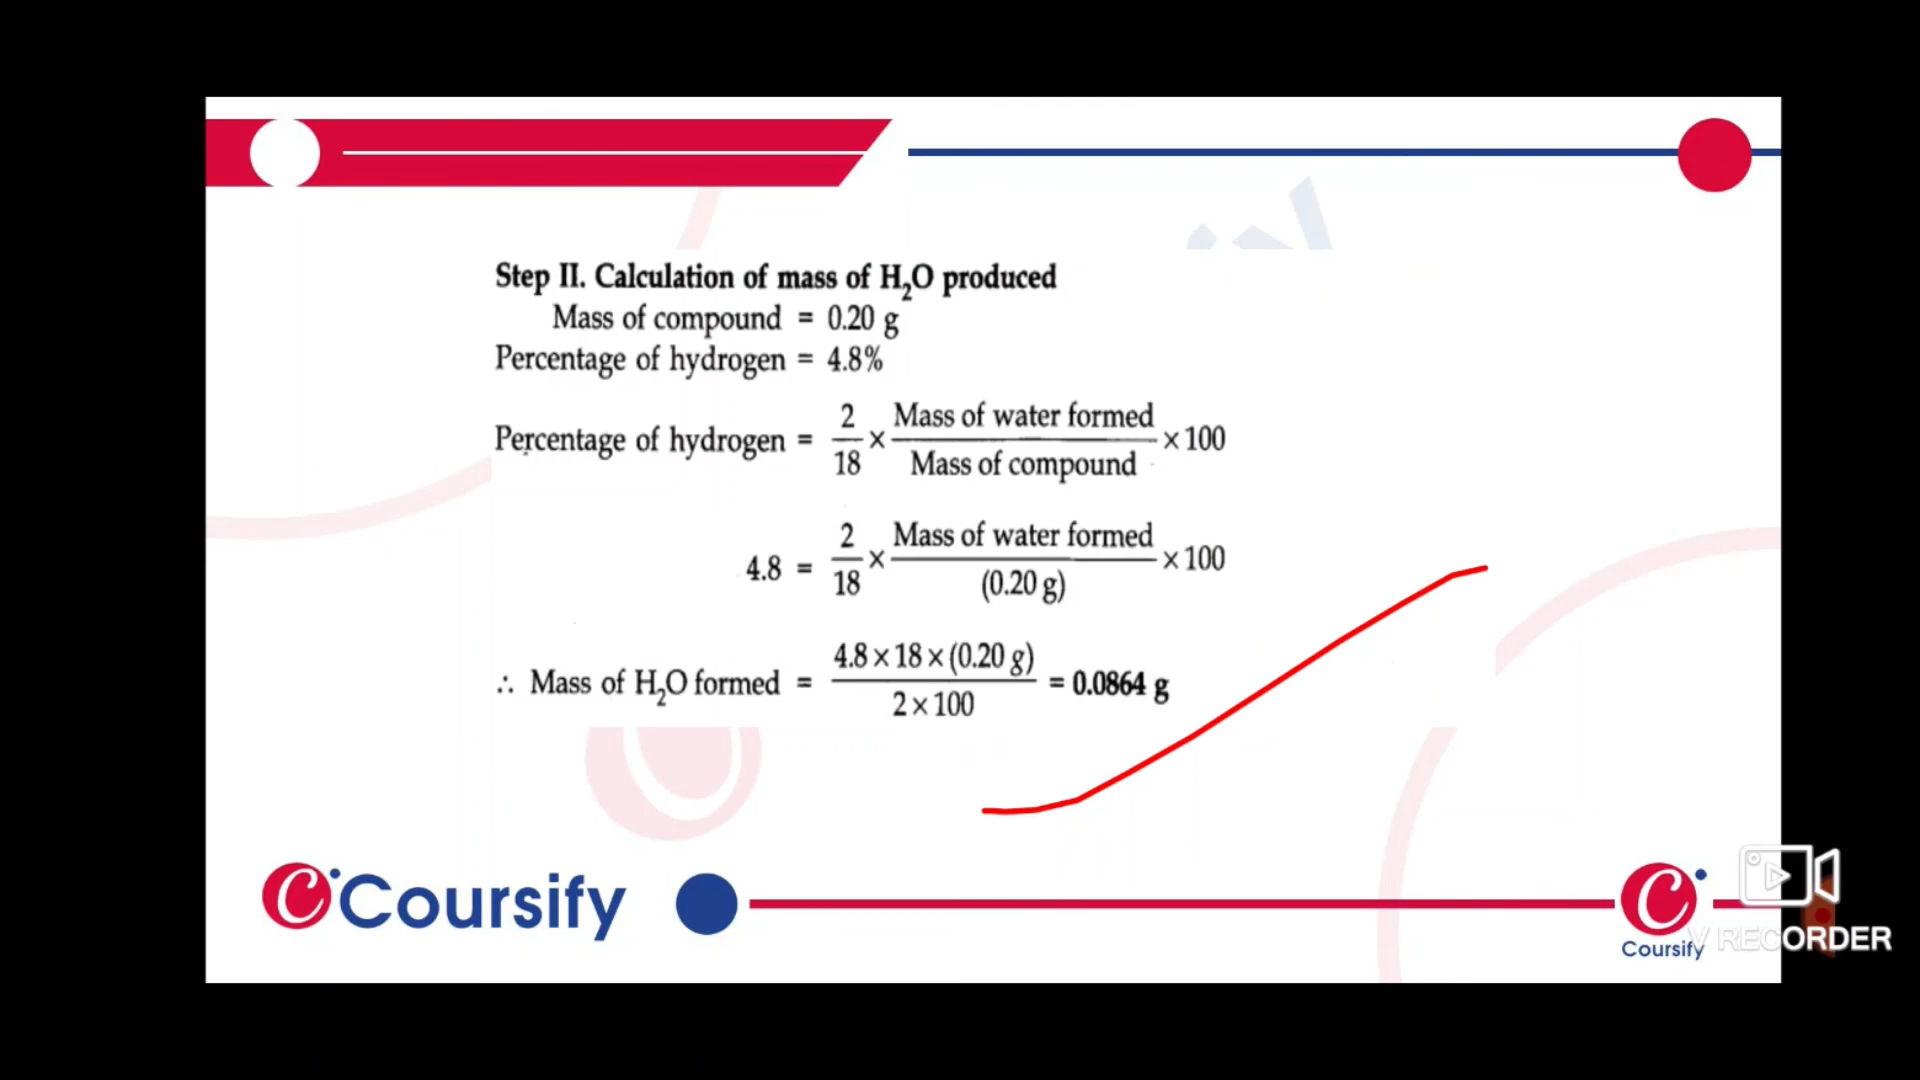 Step II. Calculation of mass of H₂O produced
Mass of compound = 0.20 g
Percentage of hydrogen = 4.8%
Percentage of hydrogen = 2/18 × Mass of water formed/Mass of compound × 100
4.8 = 2/18 × Mass of water formed/(0.20 g) × 100
∴ Mass of H₂O formed = 4.8 × 18 × (0.20 g)/2 × 100 = 0.0864 g
Coursify
Coursify
V RECORDER